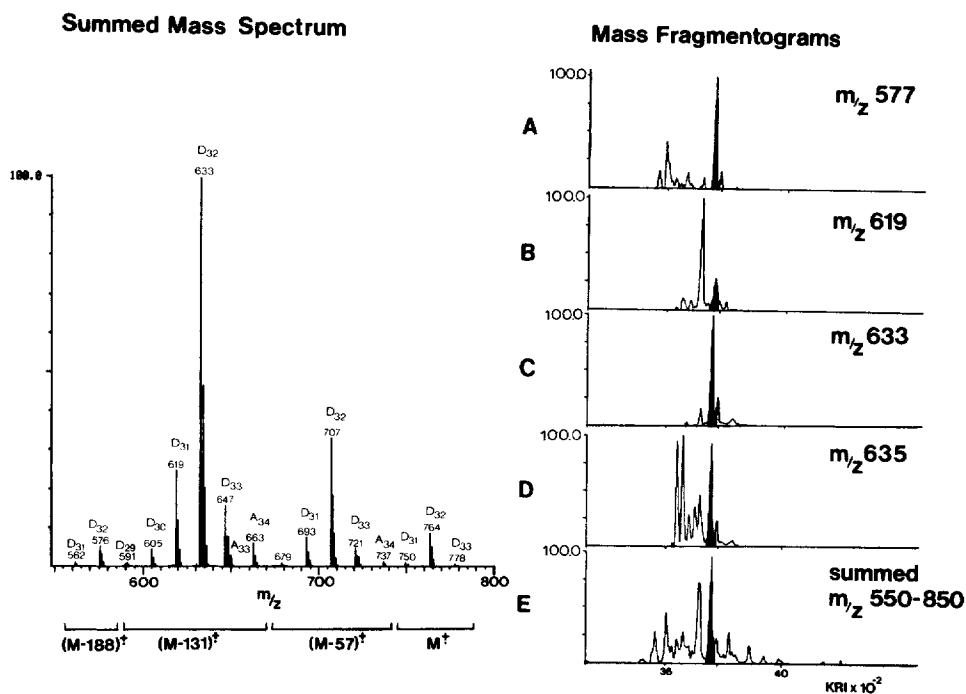 Summed Mass Spectrum
100.0
D32
633
D31
619
D33
647
A33
A34
663
D30
605
D29
591
D32
576
D31
562
679
D31
693
D32
707
D33
721
A34
737
D31
750
D32
764
D33
778
600
700
800
m/z
(M-188)‡
(M-131)‡
(M-57)‡
M‡
Mass Fragmentograms
A
100.0
m/z 577
B
100.0
m/z 619
C
100.0
m/z 633
D
100.0
m/z 635
E
100.0
summed
m/z 550-850
36
40
KRI x 10⁻²